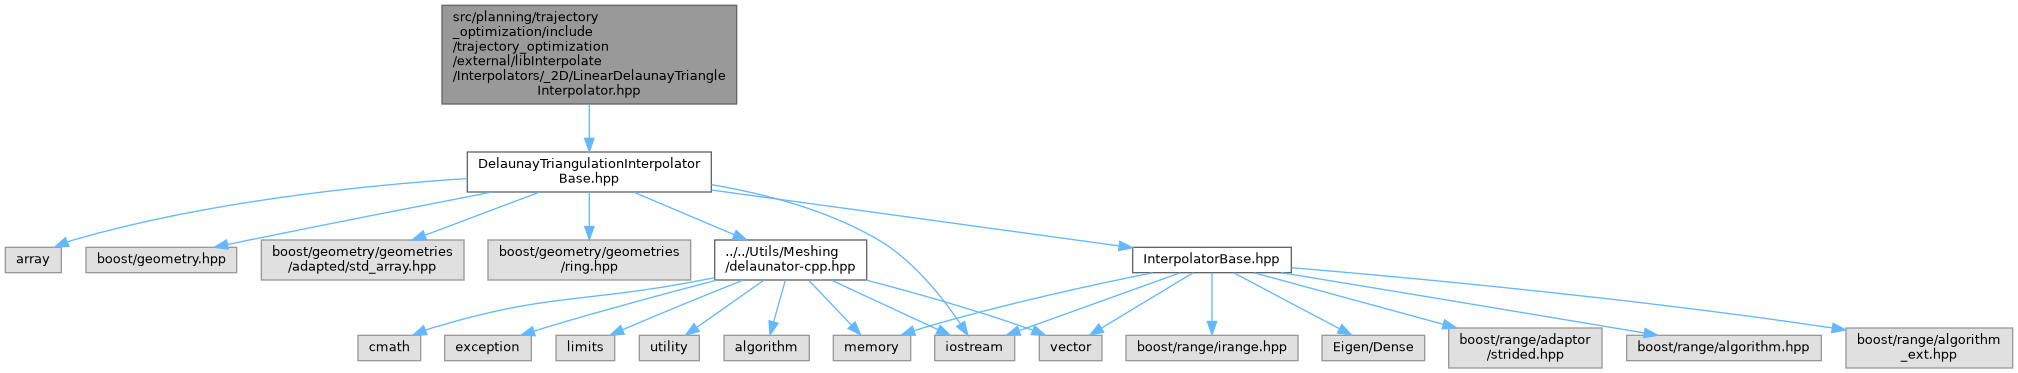 src/planning/trajectory
_optimization/include
/trajectory_optimization
/external/libInterpolate
/Interpolators/_2D/LinearDelaunayTriangle
Interpolator.hpp
DelaunayTriangulationInterpolator
Base.hpp
array
boost/geometry.hpp
boost/geometry/geometries
/adapted/std_array.hpp
boost/geometry/geometries
/ring.hpp
../../Utils/Meshing
/delaunator-cpp.hpp
InterpolatorBase.hpp
cmath
exception
limits
utility
algorithm
memory
iostream
vector
boost/range/irange.hpp
Eigen/Dense
boost/range/adaptor
/strided.hpp
boost/range/algorithm.hpp
boost/range/algorithm
_ext.hpp